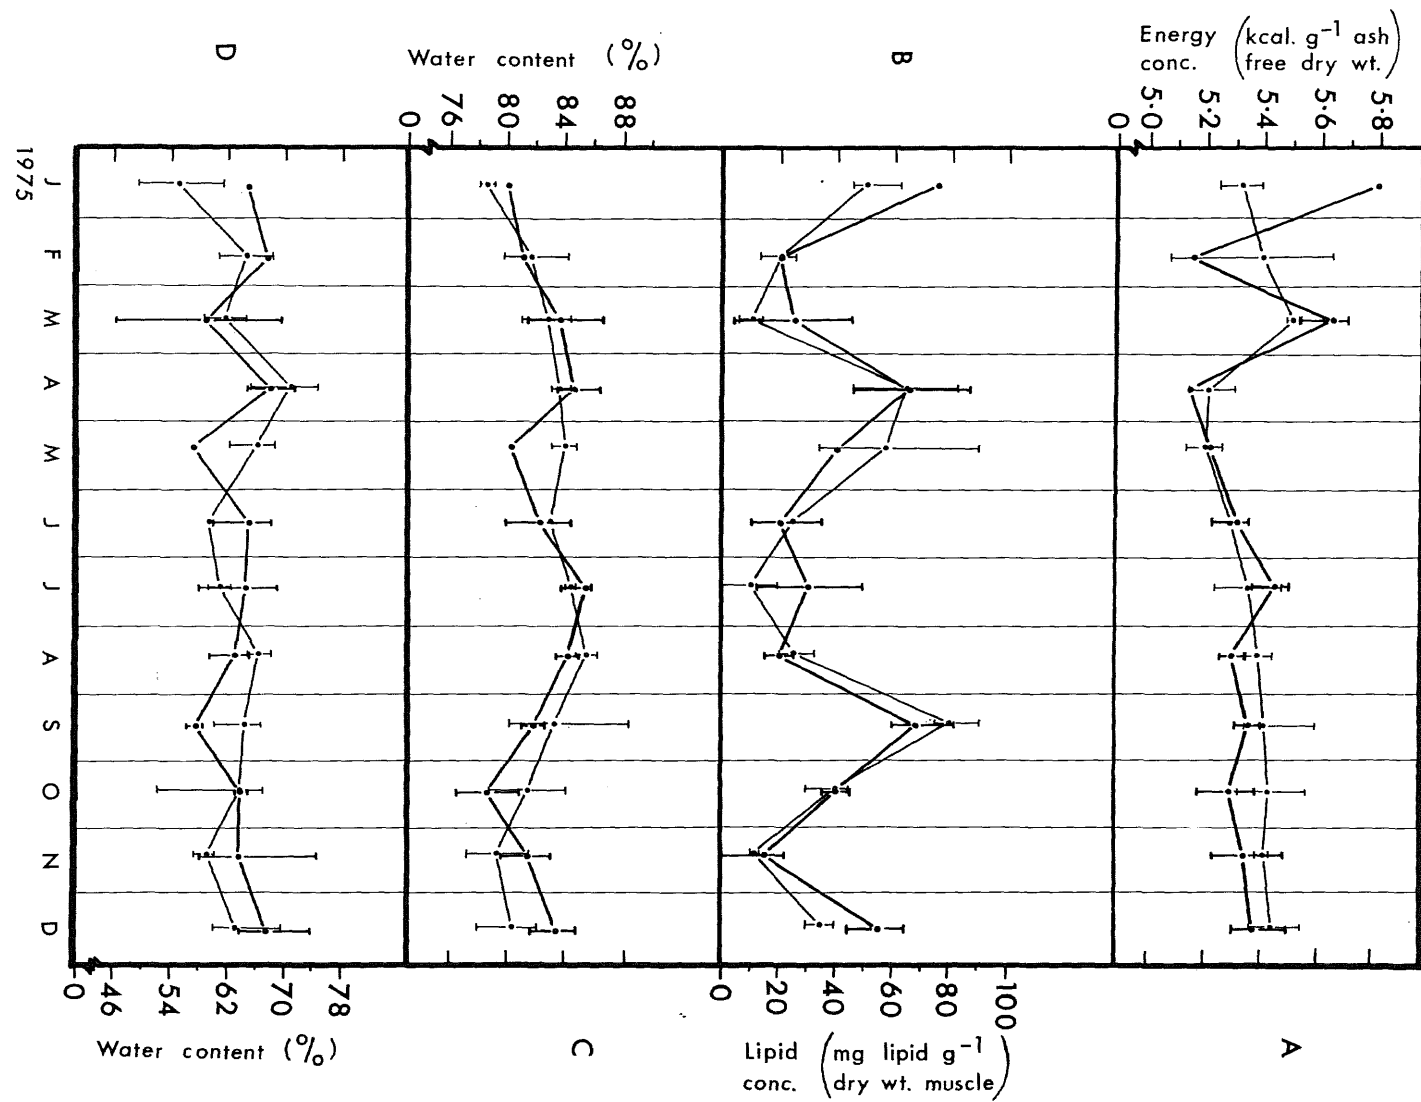 D
Water content (%)
B
Energy conc. (kcal. g⁻¹ ash free dry wt.)
0 76 80 84 88
0 5·0 5·2 5·4 5·6 5·8
1975
J
F
M
A
M
J
J
A
S
O
N
D
0 46 54 62 70 78
0 20 40 60 80 100
Water content (%)
C
Lipid conc. (mg lipid g⁻¹ dry wt. muscle)
A